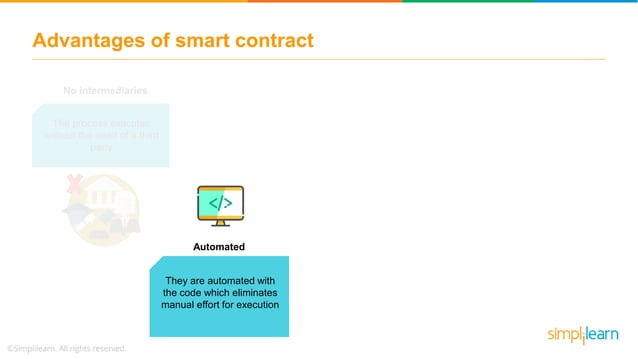 Advantages of smart contract
No intermediaries
The process executes
without the need of a third
party
</>
Automated
They are automated with
the code which eliminates
manual effort for execution
©Simplilearn. All rights reserved.
simplilearn